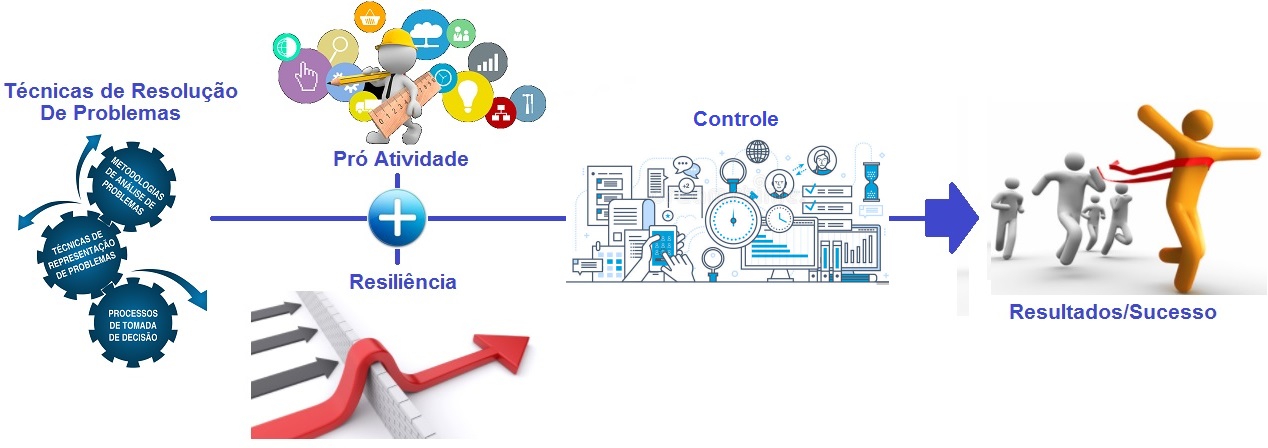 Técnicas de Resolução
De Problemas
METODOLOGIAS
DE ANÁLISE DE
PROBLEMAS
TÉCNICAS DE
REPRESENTAÇÃO
DE PROBLEMAS
PROCESSOS
DE TOMADA
DE DECISÃO
Pró Atividade
Resiliência
Controle
+2
Resultados/Sucesso